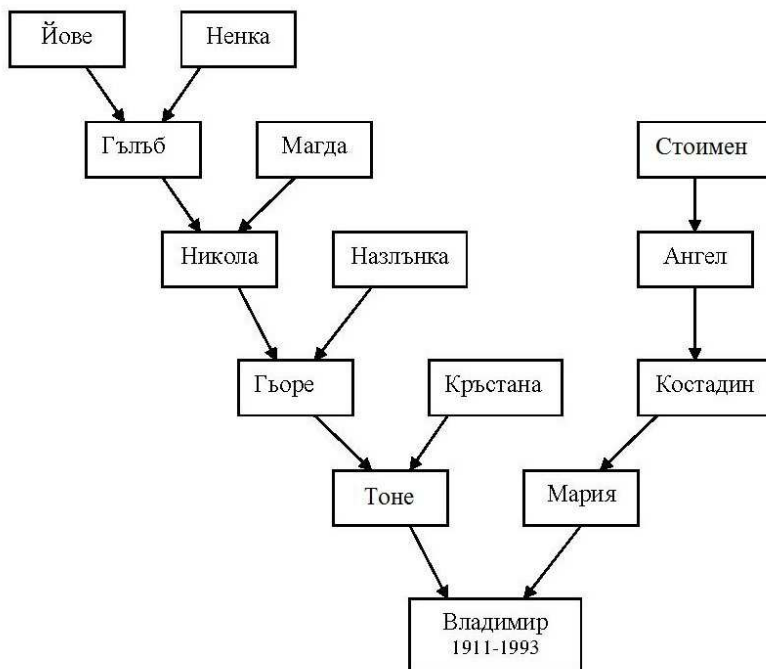 Йове
Ненка
Гълъб
Магда
Стоимен
Никола
Назлънка
Ангел
Гьоре
Кръстана
Костадин
Тоне
Мария
Владимир
1911-1993